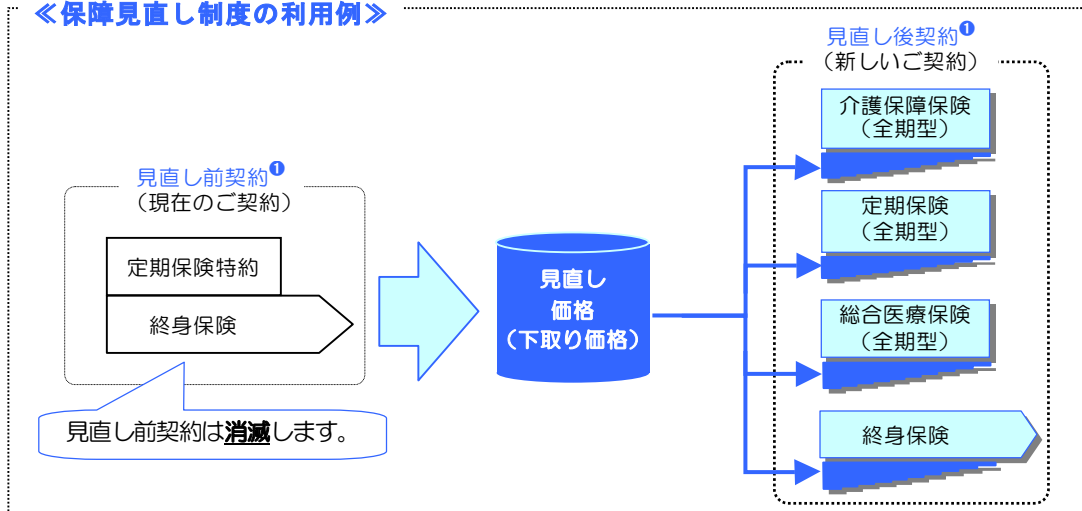 ≪保障見直し制度の利用例≫
見直し前契約❶
（現在のご契約）
定期保険特約
終身保険
見直し前契約は消滅します。
見直し
価格
（下取り価格）
見直し後契約❶
（新しいご契約）
介護保障保険
（全期型）
定期保険
（全期型）
総合医療保険
（全期型）
終身保険